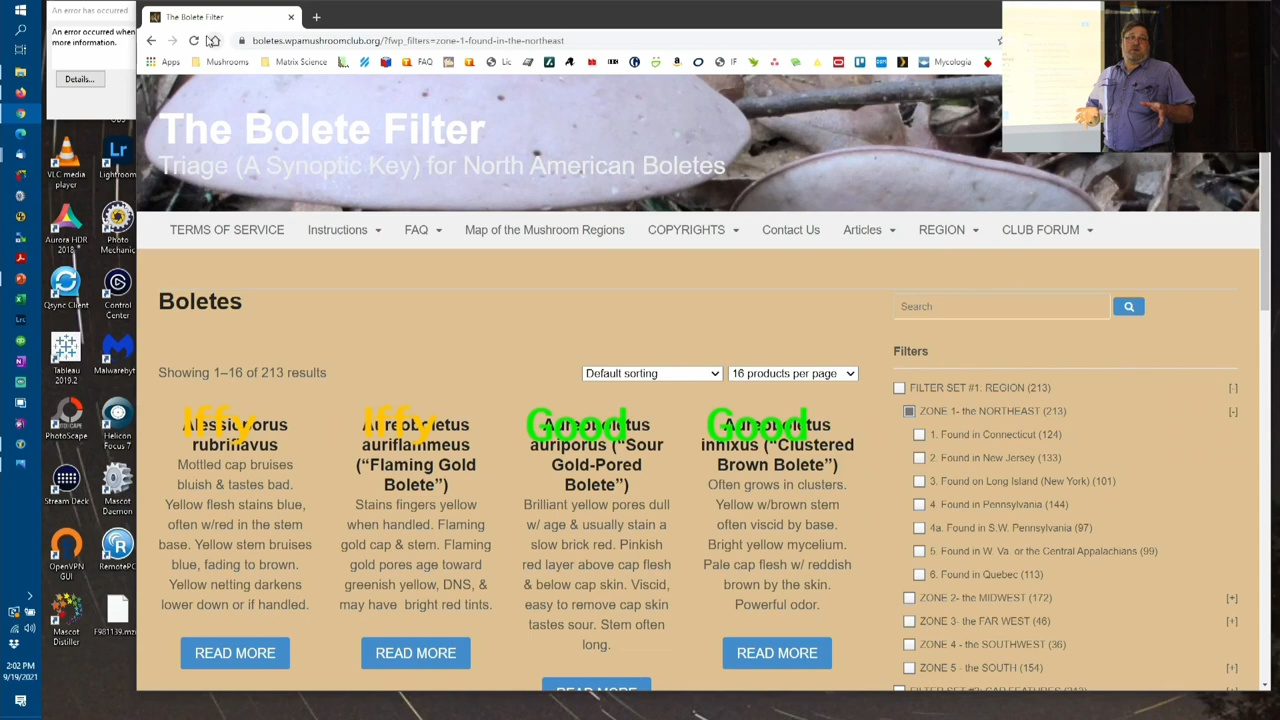 An error has occurred
An error occurred when
more information.
Details...
The Bolete Filter
boletes.wpamushroomclub.org/?fwp_filters=zone-1-found-in-the-northeast
Apps
Mushrooms
Matrix Science
FAQ
Lic
IF
Mycologia
The Bolete Filter
Triage (A Synoptic Key) for North American Boletes
TERMS OF SERVICE
Instructions
FAQ
Map of the Mushroom Regions
COPYRIGHTS
Contact Us
Articles
REGION
CLUB FORUM
Boletes
Search
Filters
Showing 1–16 of 213 results
Default sorting
16 products per page
FILTER SET #1: REGION (213) [-]
ZONE 1- the NORTHEAST (213) [-]
1. Found in Connecticut (124)
2. Found in New Jersey (133)
3. Found on Long Island (New York) (101)
4. Found in Pennsylvania (144)
4a. Found in S.W. Pennsylvania (97)
5. Found in W. Va. or the Central Appalachians (99)
6. Found in Quebec (113)
ZONE 2- the MIDWEST (172) [+]
ZONE 3- the FAR WEST (46) [+]
ZONE 4 - the SOUTHWEST (36)
ZONE 5 - the SOUTH (154) [+]
Iffy
rubriflavus
Mottled cap bruises
bluish & tastes bad.
Yellow flesh stains blue,
often w/red in the stem
base. Yellow stem bruises
blue, fading to brown.
Yellow netting darkens
lower down or if handled.
READ MORE
Iffy
Aureoboletus
auriflammeus
(“Flaming Gold
Bolete”)
Stains fingers yellow
when handled. Flaming
gold cap & stem. Flaming
gold pores age toward
greenish yellow, DNS, &
may have bright red tints.
READ MORE
Good
Aureoboletus
auriporus (“Sour
Gold-Pored
Bolete”)
Brilliant yellow pores dull
w/ age & usually stain a
slow brick red. Pinkish
red layer above cap flesh
& below cap skin. Viscid,
easy to remove cap skin
tastes sour. Stem often
long.
READ MORE
Good
Aureoboletus
innixus (“Clustered
Brown Bolete”)
Often grows in clusters.
Yellow w/brown stem
often viscid by base.
Bright yellow mycelium.
Pale cap flesh w/ reddish
brown by the skin.
Powerful odor.
READ MORE
VLC media
player
Lightroom
Aurora HDR
2018
Photo
Mechanic
Qsync Client
Control
Center
Tableau
2019.2
Malwarebyt
PhotoScape
Helicon
Focus 7
Stream Deck
Mascot
Daemon
OpenVPN
GUI
RemotePC
Mascot
Distiller
F981139.mz
2:02 PM
9/19/2021